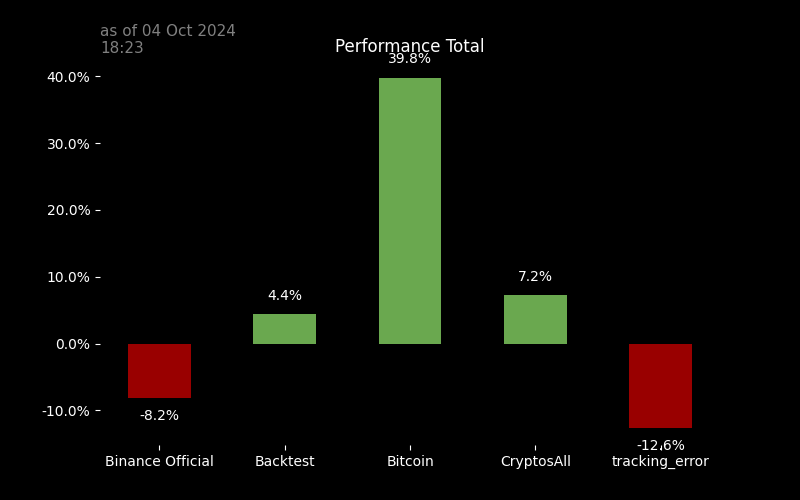 as of 04 Oct 2024
18:23
Performance Total
39.8%
40.0%
30.0%
20.0%
10.0%
0.0%
-10.0%
7.2%
4.4%
-8.2%
-12.6%
Binance Official
Backtest
Bitcoin
CryptosAll
tracking_error